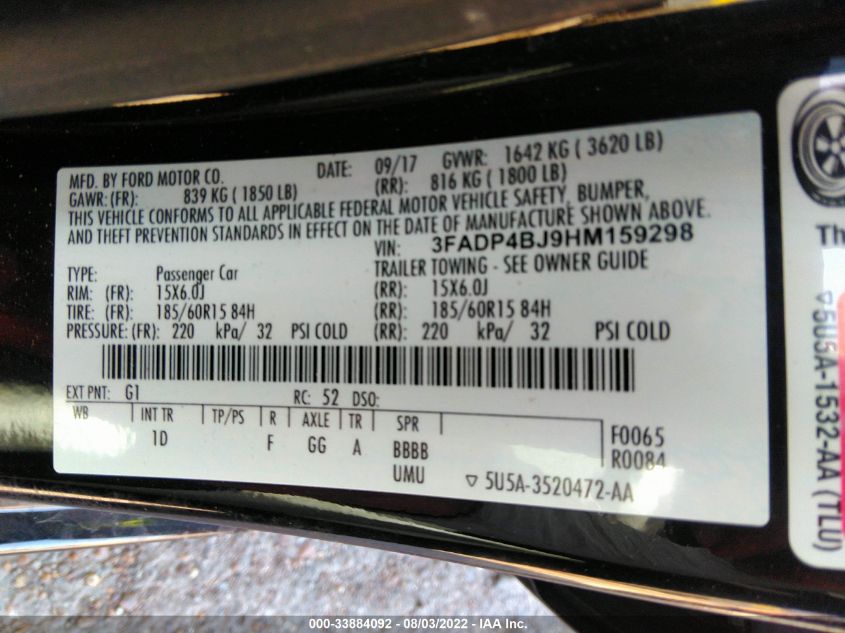 MFD. BY FORD MOTOR CO. DATE: 09/17 GVWR: 1642 KG ( 3620 LB)
GAWR: (FR): 839 KG ( 1850 LB) (RR): 816 KG ( 1800 LB)
THIS VEHICLE CONFORMS TO ALL APPLICABLE FEDERAL MOTOR VEHICLE SAFETY, BUMPER,
AND THEFT PREVENTION STANDARDS IN EFFECT ON THE DATE OF MANUFACTURE SHOWN ABOVE.
VIN: 3FADP4BJ9HM159298
TYPE: Passenger Car TRAILER TOWING - SEE OWNER GUIDE
RIM: (FR): 15X6.0J (RR): 15X6.0J
TIRE: (FR): 185/60R15 84H (RR): 185/60R15 84H
PRESSURE: (FR): 220 kPa/ 32 PSI COLD (RR): 220 kPa/ 32 PSI COLD
EXT PNT: G1 RC: 52 DSO:
WB INT TR TP/PS R AXLE TR SPR
1D F GG A BBBB
UMU
F0065
R0084
▽ 5U5A-3520472-AA
Th
▽5U5A-1532-AA (TLU)
000-33884092 - 08/03/2022 - IAA Inc.